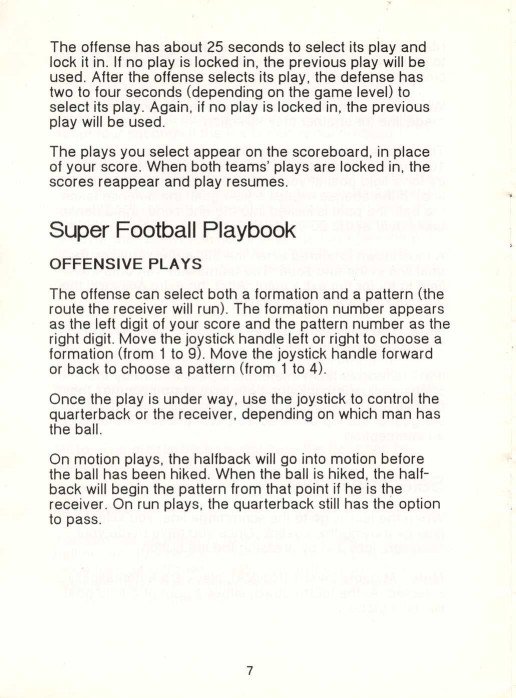 The offense has about 25 seconds to select its play and
lock it in. If no play is locked in, the previous play will be
used. After the offense selects its play, the defense has
two to four seconds (depending on the game level) to
select its play. Again, if no play is locked in, the previous
play will be used.
The plays you select appear on the scoreboard, in place
of your score. When both teams' plays are locked in, the
scores reappear and play resumes.
Super Football Playbook
OFFENSIVE PLAYS
The offense can select both a formation and a pattern (the
route the receiver will run). The formation number appears
as the left digit of your score and the pattern number as the
right digit. Move the joystick handle left or right to choose a
formation (from 1 to 9). Move the joystick handle forward
or back to choose a pattern (from 1 to 4).
Once the play is under way, use the joystick to control the
quarterback or the receiver, depending on which man has
the ball.
On motion plays, the halfback will go into motion before
the ball has been hiked. When the ball is hiked, the half-
back will begin the pattern from that point if he is the
receiver. On run plays, the quarterback still has the option
to pass.
7